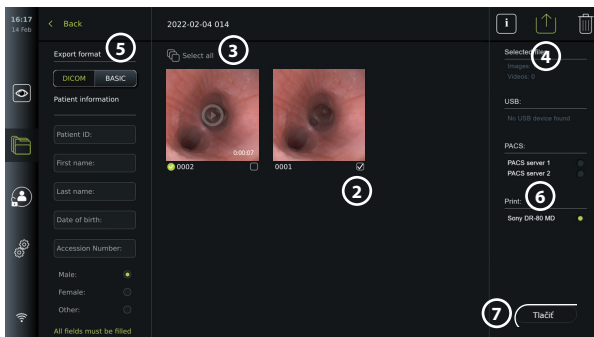 16:17
14 Feb
Back
2022-02-04 014
i
Export format
5
DICOM BASIC
Patient information
Patient ID:
First name:
Last name:
Date of birth:
Accession Number:
Male:
Female:
Other:
All fields must be filled
Select all
3
0:00:07
0002
0001
2
Selected files
4
Images:
Videos: 0
USB:
No USB device found
PACS:
PACS server 1
PACS server 2
Print:
6
Sony DR-80 MD
7
Tlačiť